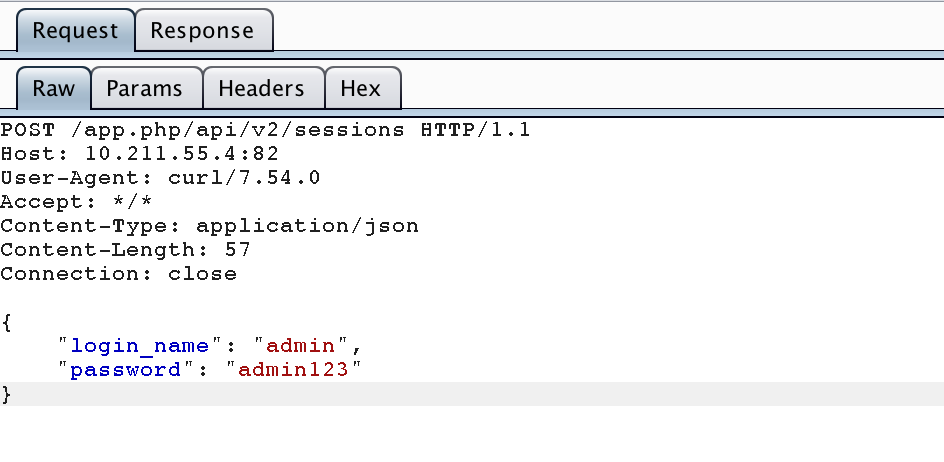 Request Response
Raw Params Headers Hex
POST /app.php/api/v2/sessions HTTP/1.1
Host: 10.211.55.4:82
User-Agent: curl/7.54.0
Accept: */*
Content-Type: application/json
Content-Length: 57
Connection: close
{
    "login_name": "admin",
    "password": "admin123"
}